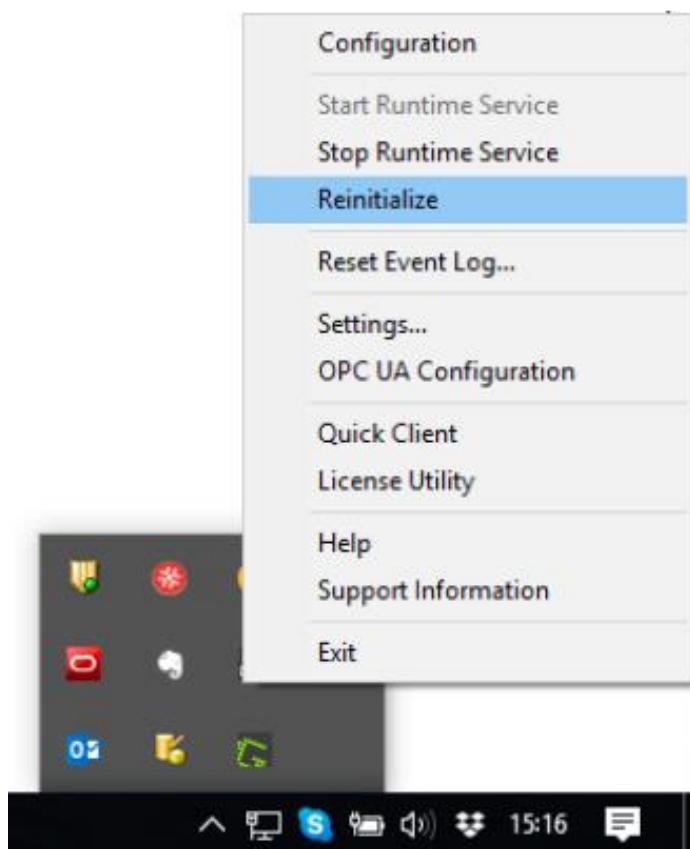 Configuration
Start Runtime Service
Stop Runtime Service
Reinitialize
Reset Event Log...
Settings...
OPC UA Configuration
Quick Client
License Utility
Help
Support Information
Exit
15:16